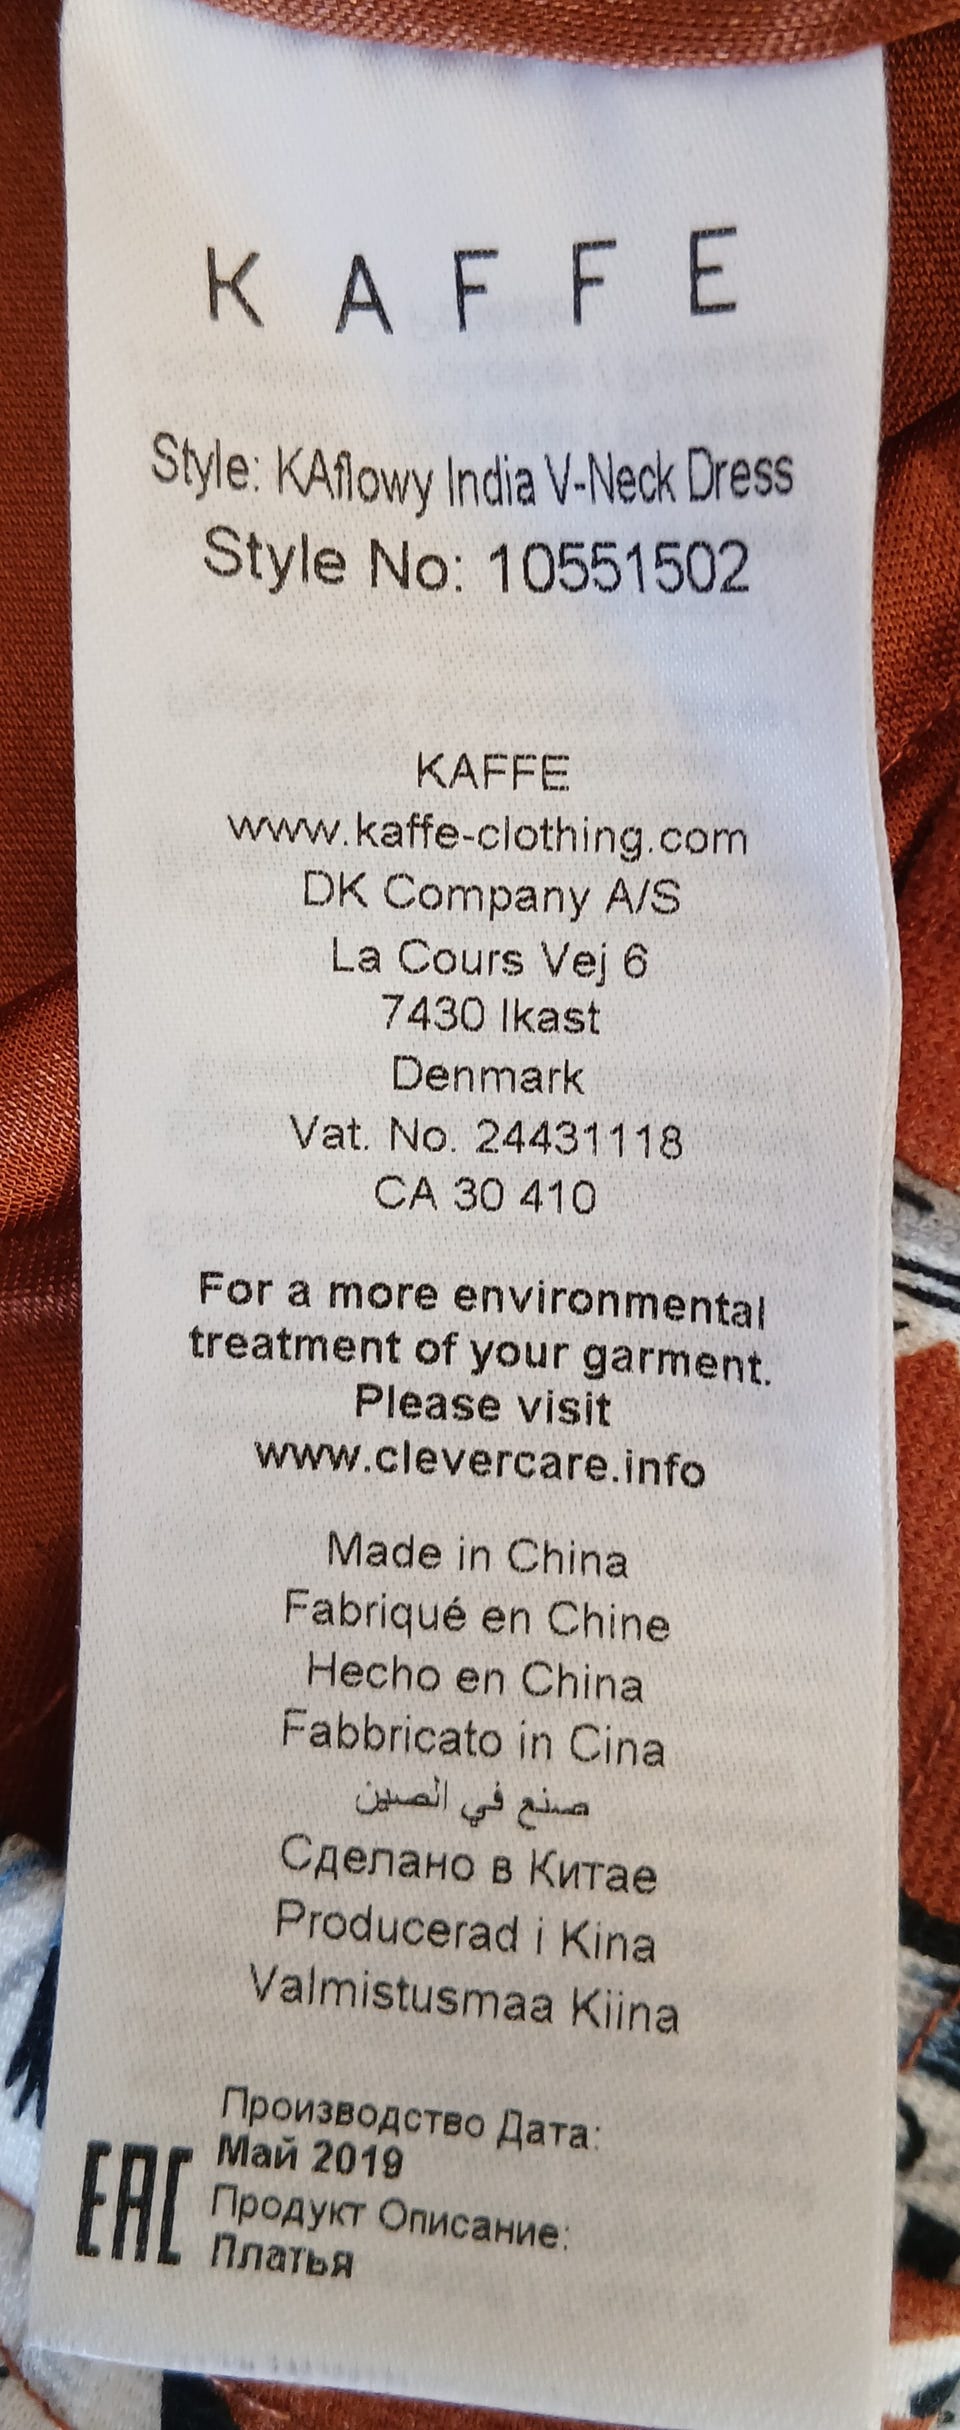 KAFFE
Style: KAflowy India V-Neck Dress
Style No: 10551502
KAFFE
www.kaffe-clothing.com
DK Company A/S
La Cours Vej 6
7430 Ikast
Denmark
Vat. No. 24431118
CA 30 410
For a more environmental
treatment of your garment.
Please visit
www.clevercare.info
Made in China
Fabriqué en Chine
Hecho en China
Fabbricato in Cina
صنع في الصين
Сделано в Китае
Producerad i Kina
Valmistusmaa Kiina
Производство Дата:
Май 2019
Продукт Описание:
Платья
EAC